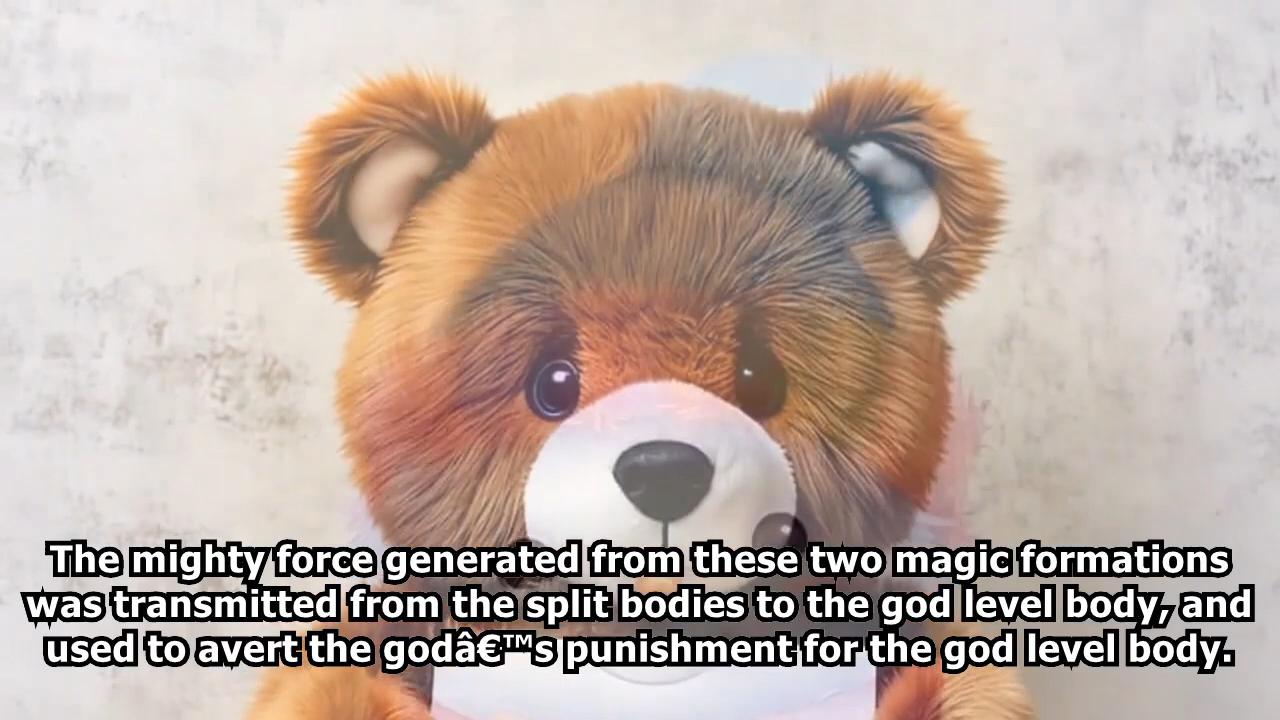 The mighty force generated from these two magic formations
was transmitted from the split bodies to the god level body, and
used to avert the godâ€™s punishment for the god level body.